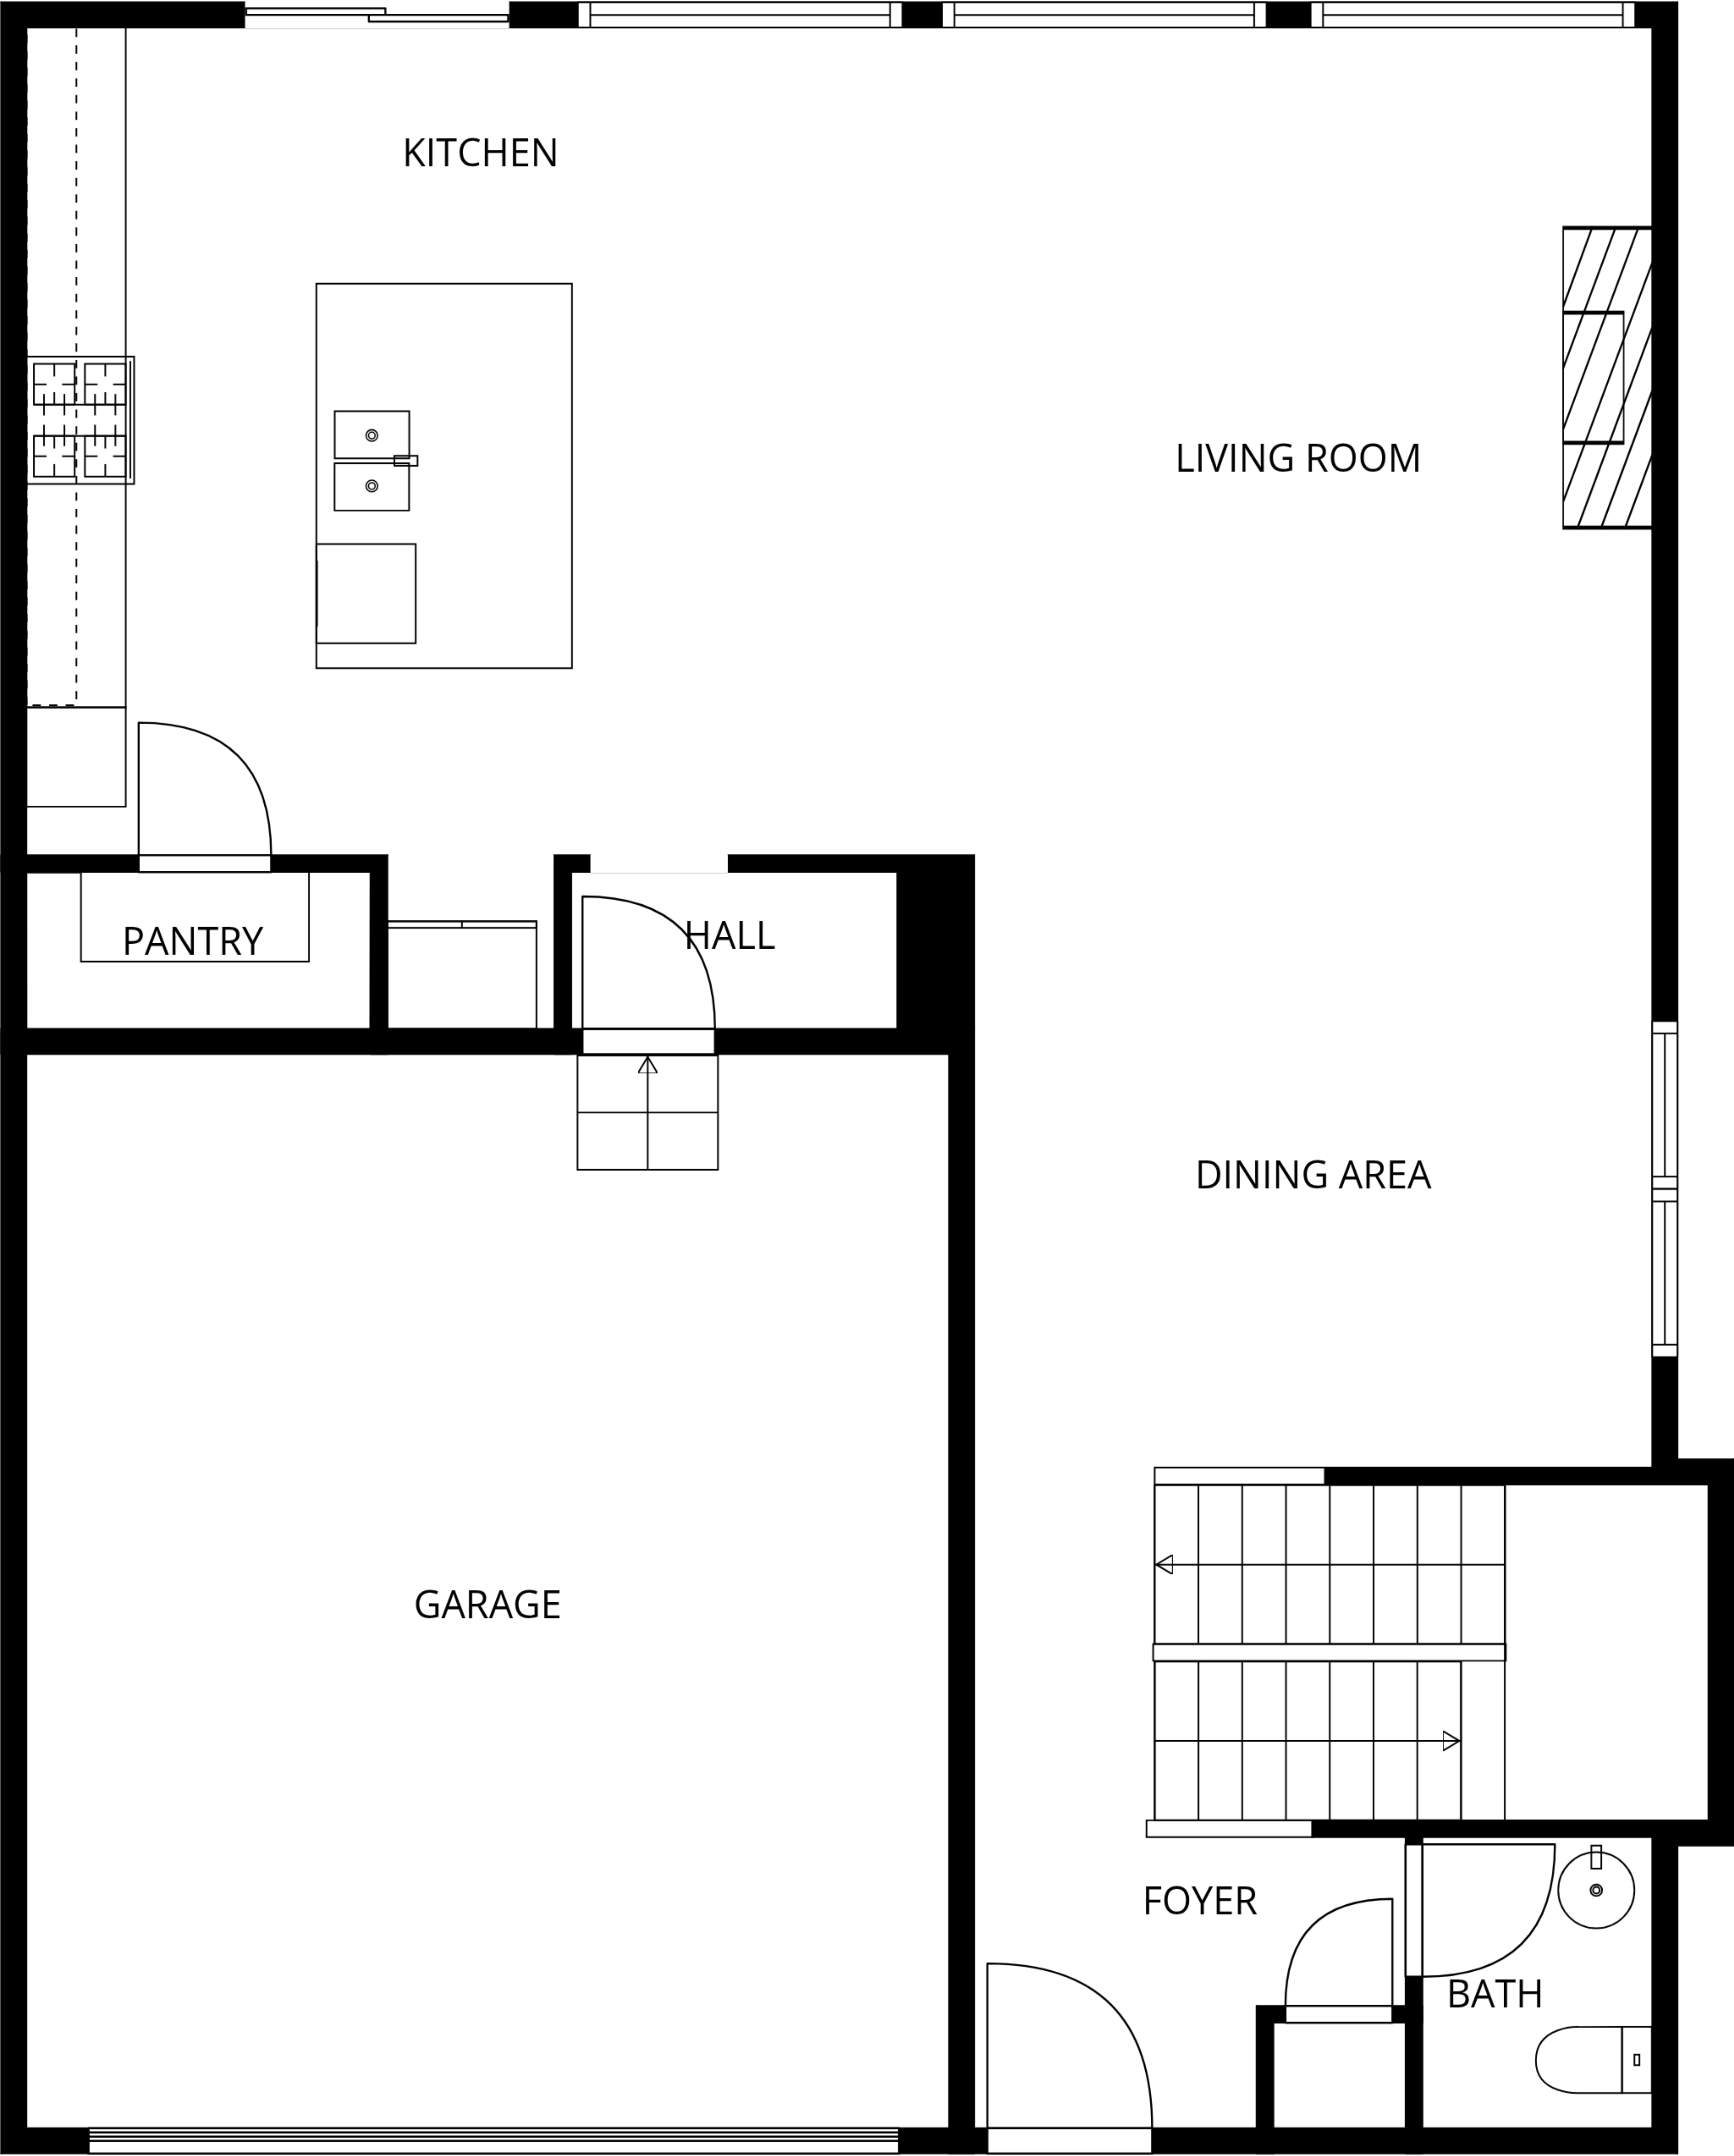 KITCHEN
LIVING ROOM
PANTRY
HALL
DINING AREA
GARAGE
FOYER
BATH